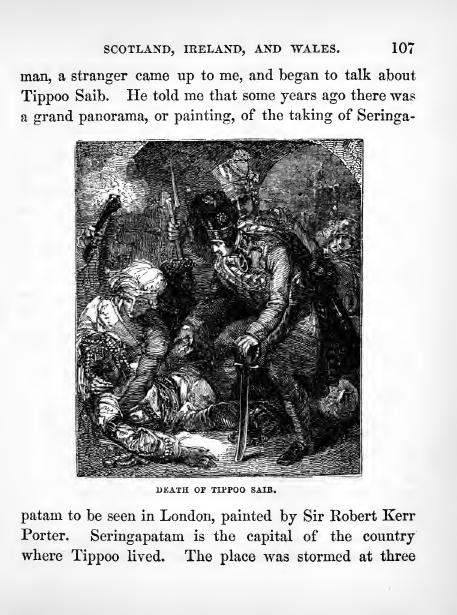 SCOTLAND, IRELAND, AND WALES. 107
man, a stranger came up to me, and began to talk about
Tippoo Saib. He told me that some years ago there was
a grand panorama, or painting, of the taking of Seringa-
DEATH OF TIPPOO SAIB.
patam to be seen in London, painted by Sir Robert Kerr
Porter. Seringapatam is the capital of the country
where Tippoo lived. The place was stormed at three